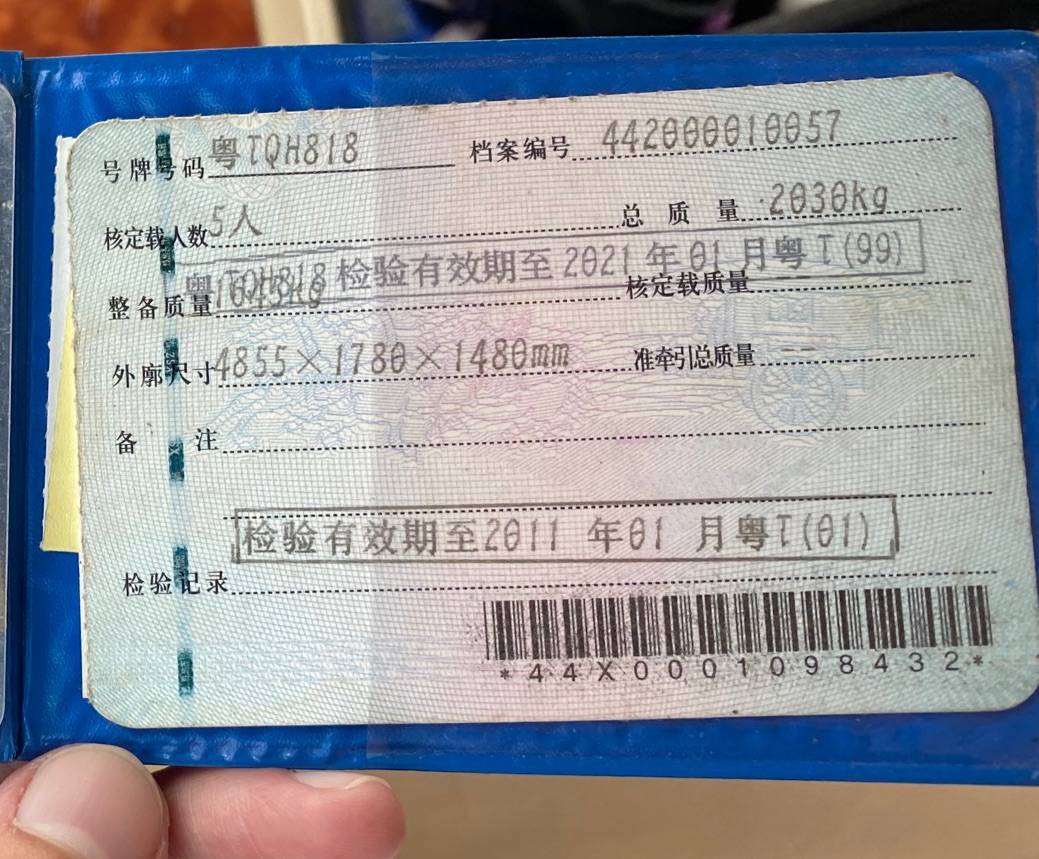 号牌号码 粤TQH818 档案编号 442000010057
核定载人数 5人 总质量 2030kg
粤TQH818 检验有效期至2021年01月粤T(99)
整备质量 核定载质量
外廓尺寸 4855×1780×1480mm 准牵引总质量 --
备注
检验有效期至2011年01月粤T(01)
检验记录
*44X0001098432*